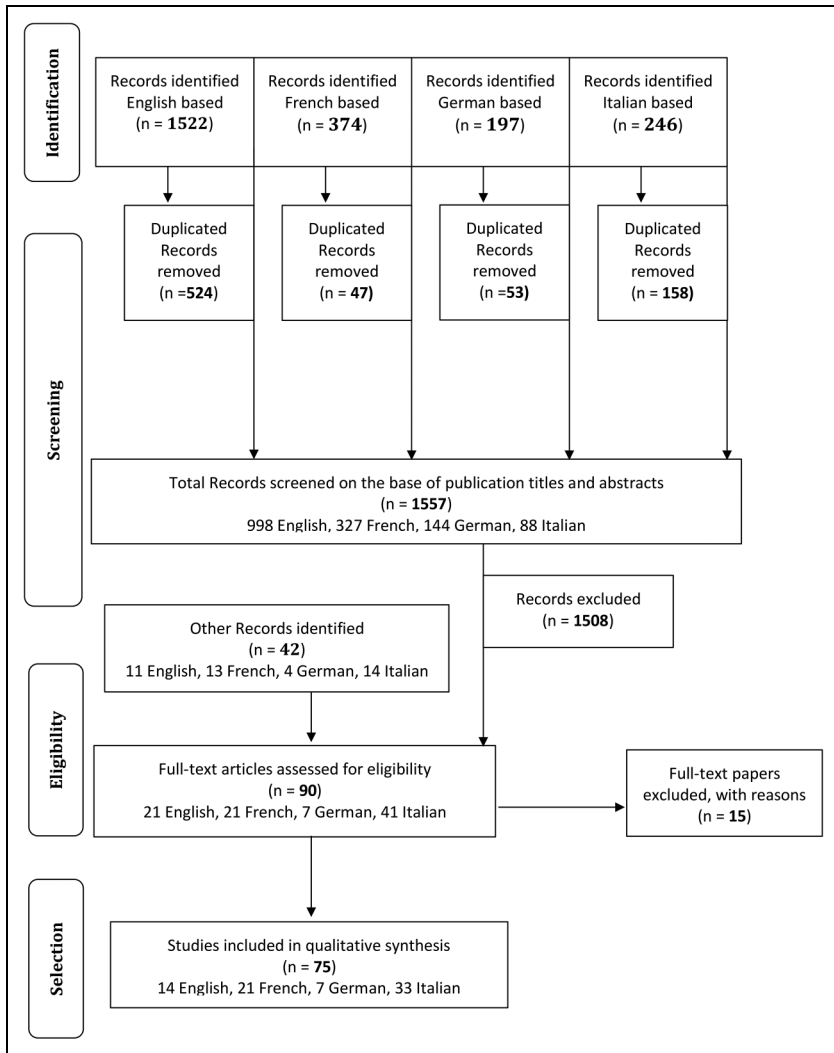 Identification
Records identified
English based
(n = 1522)
Records identified
French based
(n = 374)
Records identified
German based
(n = 197)
Records identified
Italian based
(n = 246)
Screening
Duplicated
Records
removed
(n =524)
Duplicated
Records
removed
(n = 47)
Duplicated
Records
removed
(n =53)
Duplicated
Records
removed
(n = 158)
Total Records screened on the base of publication titles and abstracts
(n = 1557)
998 English, 327 French, 144 German, 88 Italian
Records excluded
(n = 1508)
Other Records identified
(n = 42)
11 English, 13 French, 4 German, 14 Italian
Eligibility
Full-text articles assessed for eligibility
(n = 90)
21 English, 21 French, 7 German, 41 Italian
Full-text papers
excluded, with reasons
(n = 15)
Selection
Studies included in qualitative synthesis
(n = 75)
14 English, 21 French, 7 German, 33 Italian